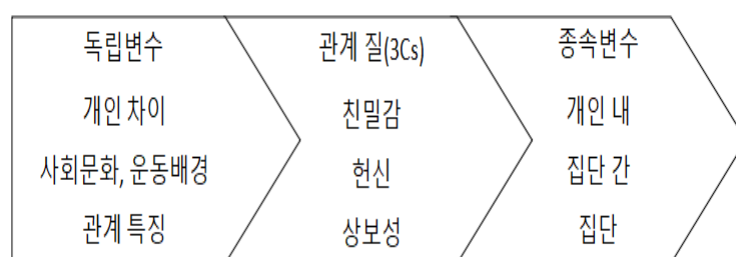 독립변수
개인 차이
사회문화, 운동배경
관계 특징
관계 질(3Cs)
친밀감
헌신
상보성
종속변수
개인 내
집단 간
집단